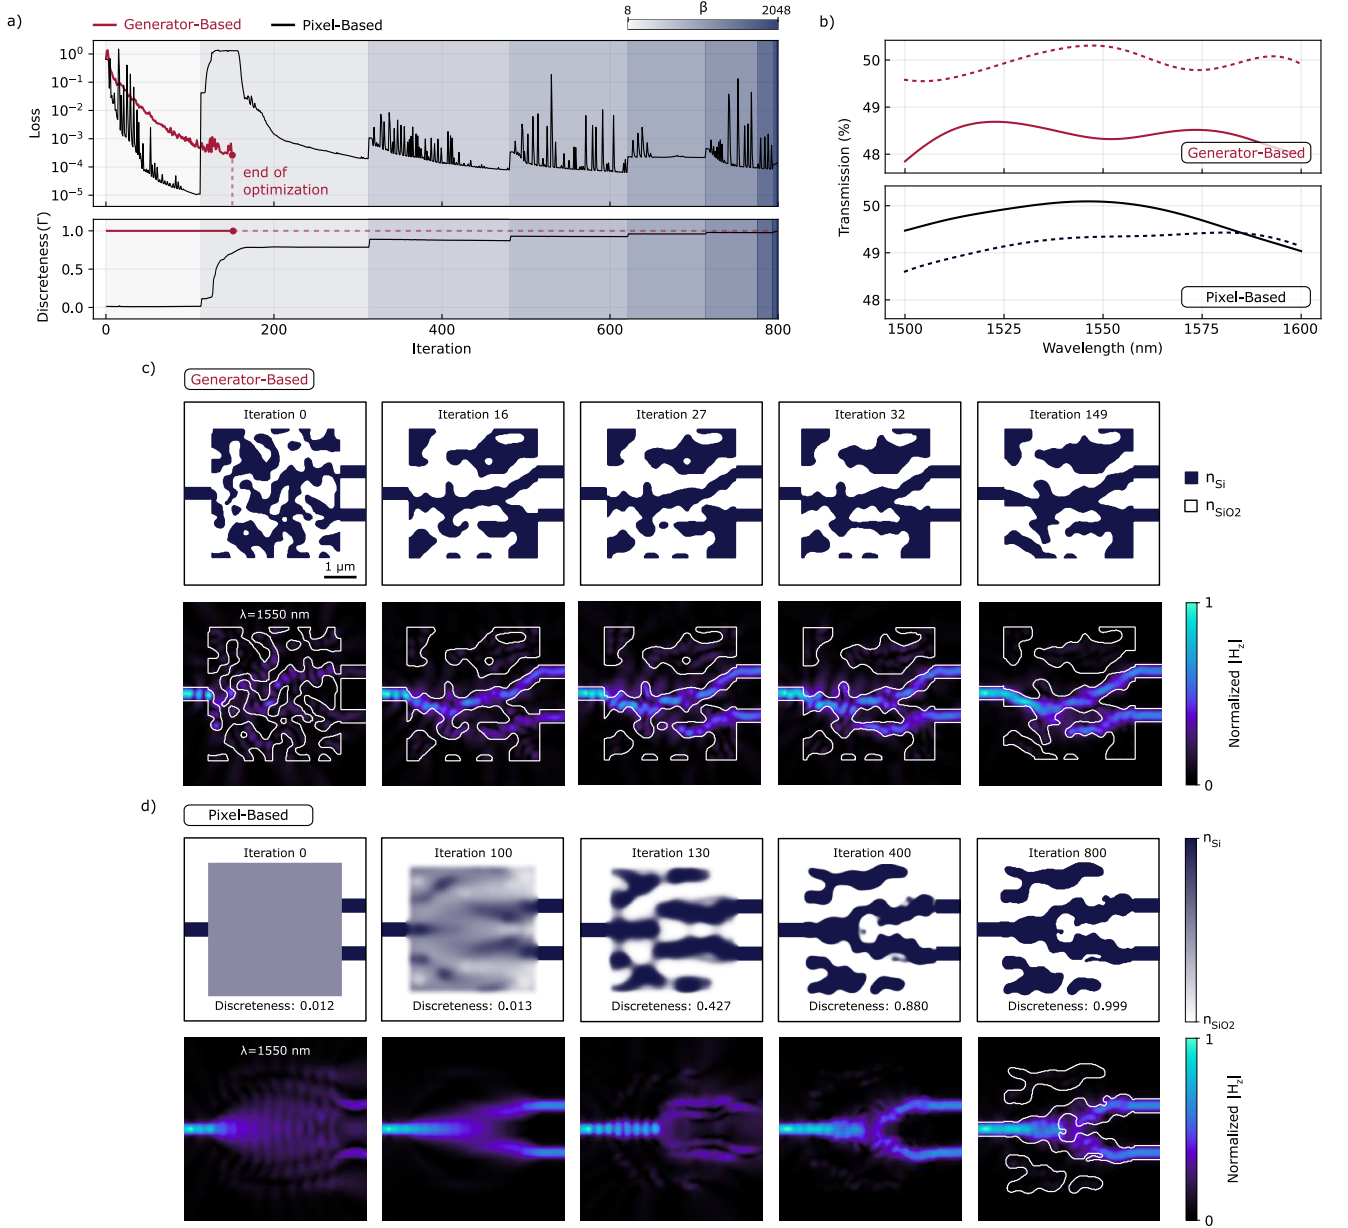 a)
Generator-Based
Pixel-Based
8
β
2048
10⁰
10⁻¹
10⁻²
10⁻³
10⁻⁴
10⁻⁵
Loss
end of
optimization
1.0
0.5
0.0
Discreteness(Γ)
0
200
400
600
800
Iteration
b)
50
49
48
Generator-Based
50
49
48
Pixel-Based
Transmission (%)
1500
1525
1550
1575
1600
Wavelength (nm)
c)
Generator-Based
Iteration 0
Iteration 16
Iteration 27
Iteration 32
Iteration 149
1 μm
n_Si
n_SiO2
λ=1550 nm
1
0
Normalized |H_z|
d)
Pixel-Based
Iteration 0
Iteration 100
Iteration 130
Iteration 400
Iteration 800
Discreteness: 0.012
Discreteness: 0.013
Discreteness: 0.427
Discreteness: 0.880
Discreteness: 0.999
n_Si
n_SiO2
λ=1550 nm
1
0
Normalized |H_z|